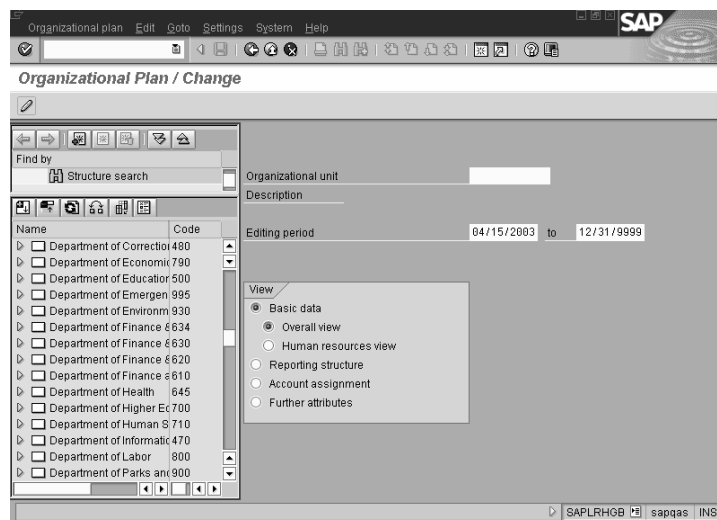 Organizational plan Edit Goto Settings System Help
SAP
Organizational Plan / Change
Find by
Structure search
Organizational unit
Description
Name Code
Editing period 04/15/2003 to 12/31/9999
Department of Correctio 480
Department of Economic 790
Department of Education 500
Department of Emergen 995
Department of Environm 930
Department of Finance & 634
Department of Finance & 630
Department of Finance & 620
Department of Finance a 610
Department of Health 645
Department of Higher Ec 700
Department of Human S 710
Department of Informatic 470
Department of Labor 800
Department of Parks and 900
View
Basic data
Overall view
Human resources view
Reporting structure
Account assignment
Further attributes
SAPLRHGB sapqas INS